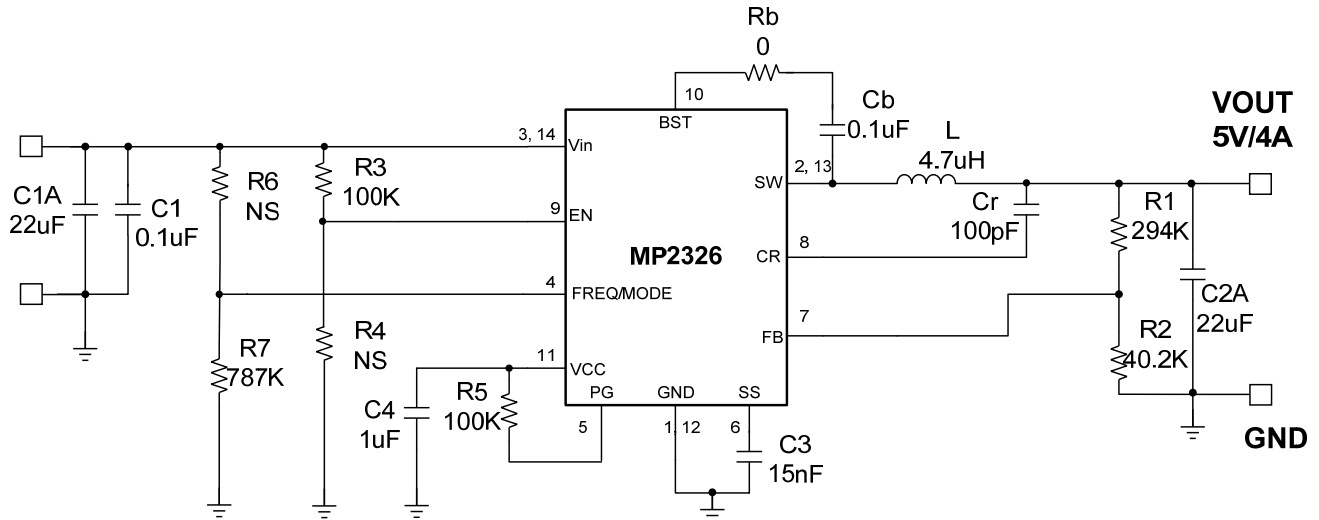 Rb
0
10
BST
Cb
0.1uF
L
4.7uH
VOUT
5V/4A
3, 14
Vin
2, 13
SW
R6
NS
R3
100K
C1A
22uF
C1
0.1uF
9
EN
MP2326
Cr
100pF
R1
294K
8
CR
4
FREQ/MODE
C2A
22uF
7
FB
R2
40.2K
R7
787K
R4
NS
11
VCC
R5
100K
C4
1uF
PG
GND
SS
5
1, 12
6
C3
15nF
GND